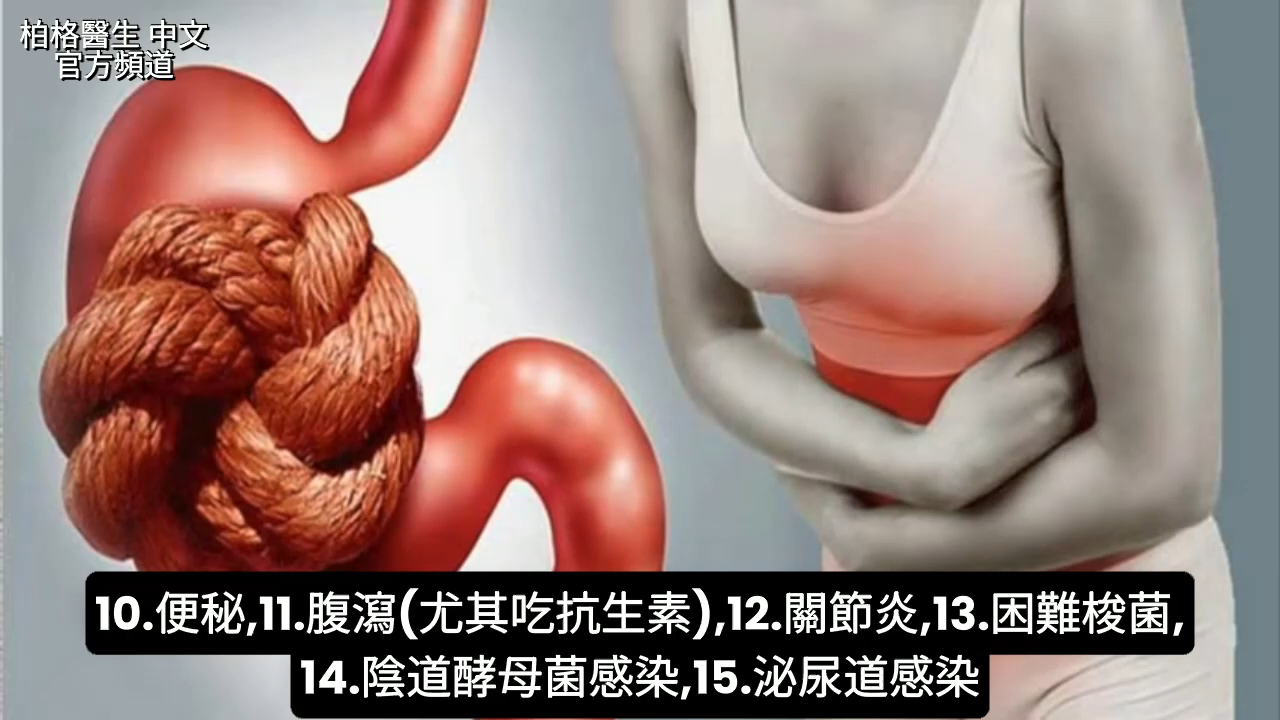 柏格醫生 中文
官方頻道
10.便秘,11.腹瀉(尤其吃抗生素),12.關節炎,13.困難梭菌,
14.陰道酵母菌感染,15.泌尿道感染